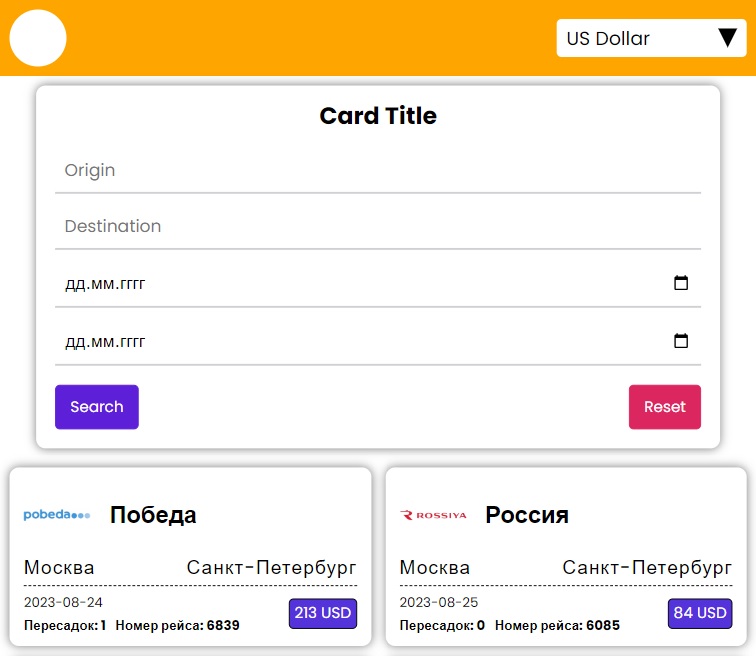 US Dollar
Card Title
Origin
Destination
дд.мм.гггг
дд.мм.гггг
Search
Reset
pobeda
Победа
Москва
Санкт-Петербург
2023-08-24
Пересадок: 1 Номер рейса: 6839
213 USD
ROSSIYA
Россия
Москва
Санкт-Петербург
2023-08-25
Пересадок: 0 Номер рейса: 6085
84 USD